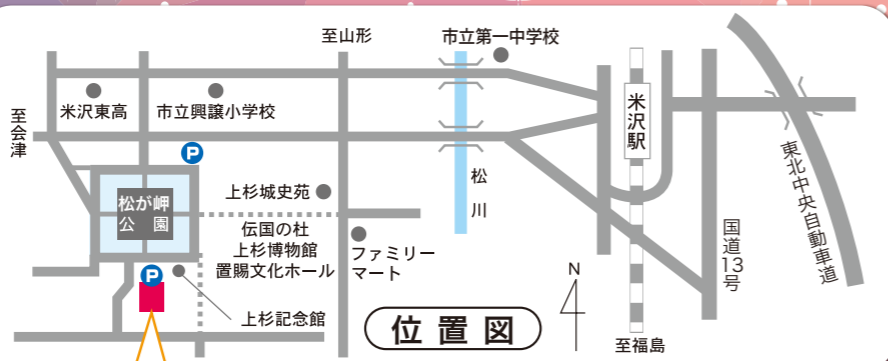 至山形
市立第一中学校
至会津
米沢東高
市立興譲小学校
米沢駅
P
松が岬
公園
上杉城史苑
松川
伝国の杜
上杉博物館
置賜文化ホール
ファミリー
マート
国道13号
東北中央自動車道
P
上杉記念館
位置図
N
至福島